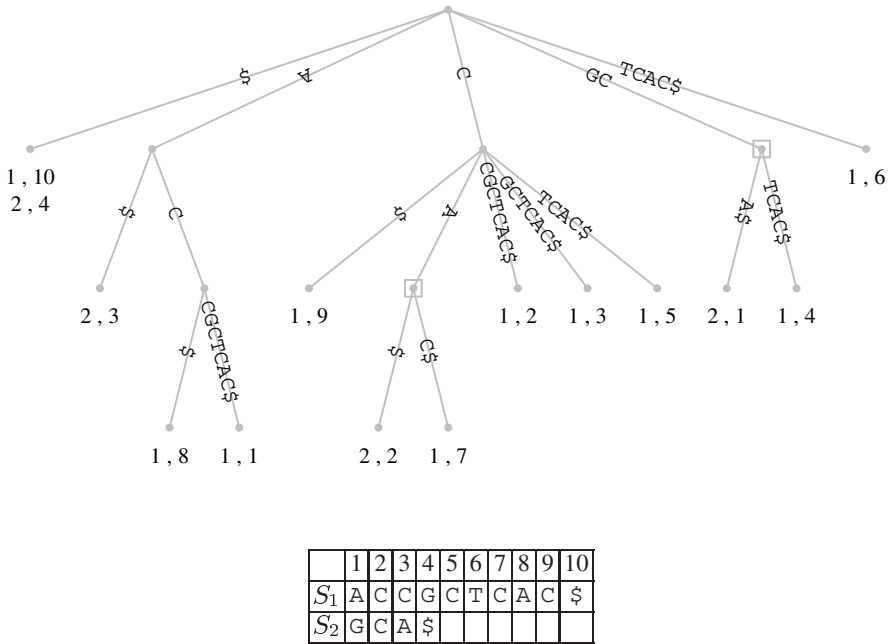 $ A C GC TCAC$
1 , 10 1 , 6
2 , 4
$ C $ A CGCTCAC$ GCTCAC$ TCAC$ A$ TCAC$
2 , 3 1 , 9 1 , 2 1 , 3 1 , 5 2 , 1 1 , 4
$ CGCTCAC$ $ C$
1 , 8 1 , 1 2 , 2 1 , 7
1 2 3 4 5 6 7 8 9 10
S1 A C C G C T C A C $
S2 G C A $